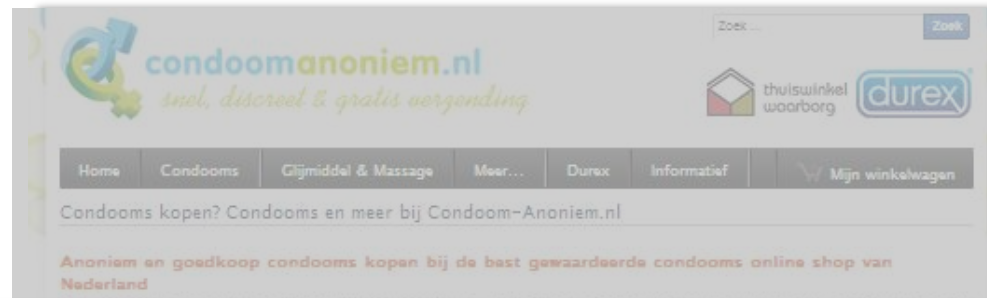 Zoek ...
Zoek
condoomanoniem.nl
snel, discreet & gratis verzending
thuiswinkel
waarborg
durex
Home
Condooms
Glijmiddel & Massage
Meer...
Durex
Informatief
Mijn winkelwagen
Condooms kopen? Condooms en meer bij Condoom-Anoniem.nl
Anoniem en goedkoop condooms kopen bij de best gewaardeerde condooms online shop van
Nederland